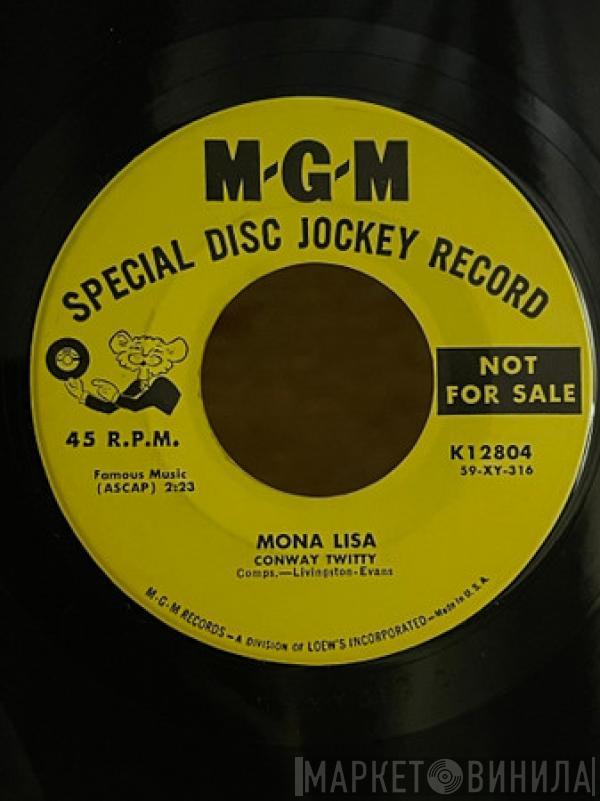 M-G-M
SPECIAL DISC JOCKEY RECORD
NOT
FOR SALE
45 R.P.M.
K12804
59-XY-316
Famous Music
(ASCAP) 2:23
MONA LISA
CONWAY TWITTY
Comps.—Livingston-Evans
M-G-M RECORDS—A DIVISION OF LOEW'S INCORPORATED—Made In U.S.A.
МАРКЕТ ВИНИЛА